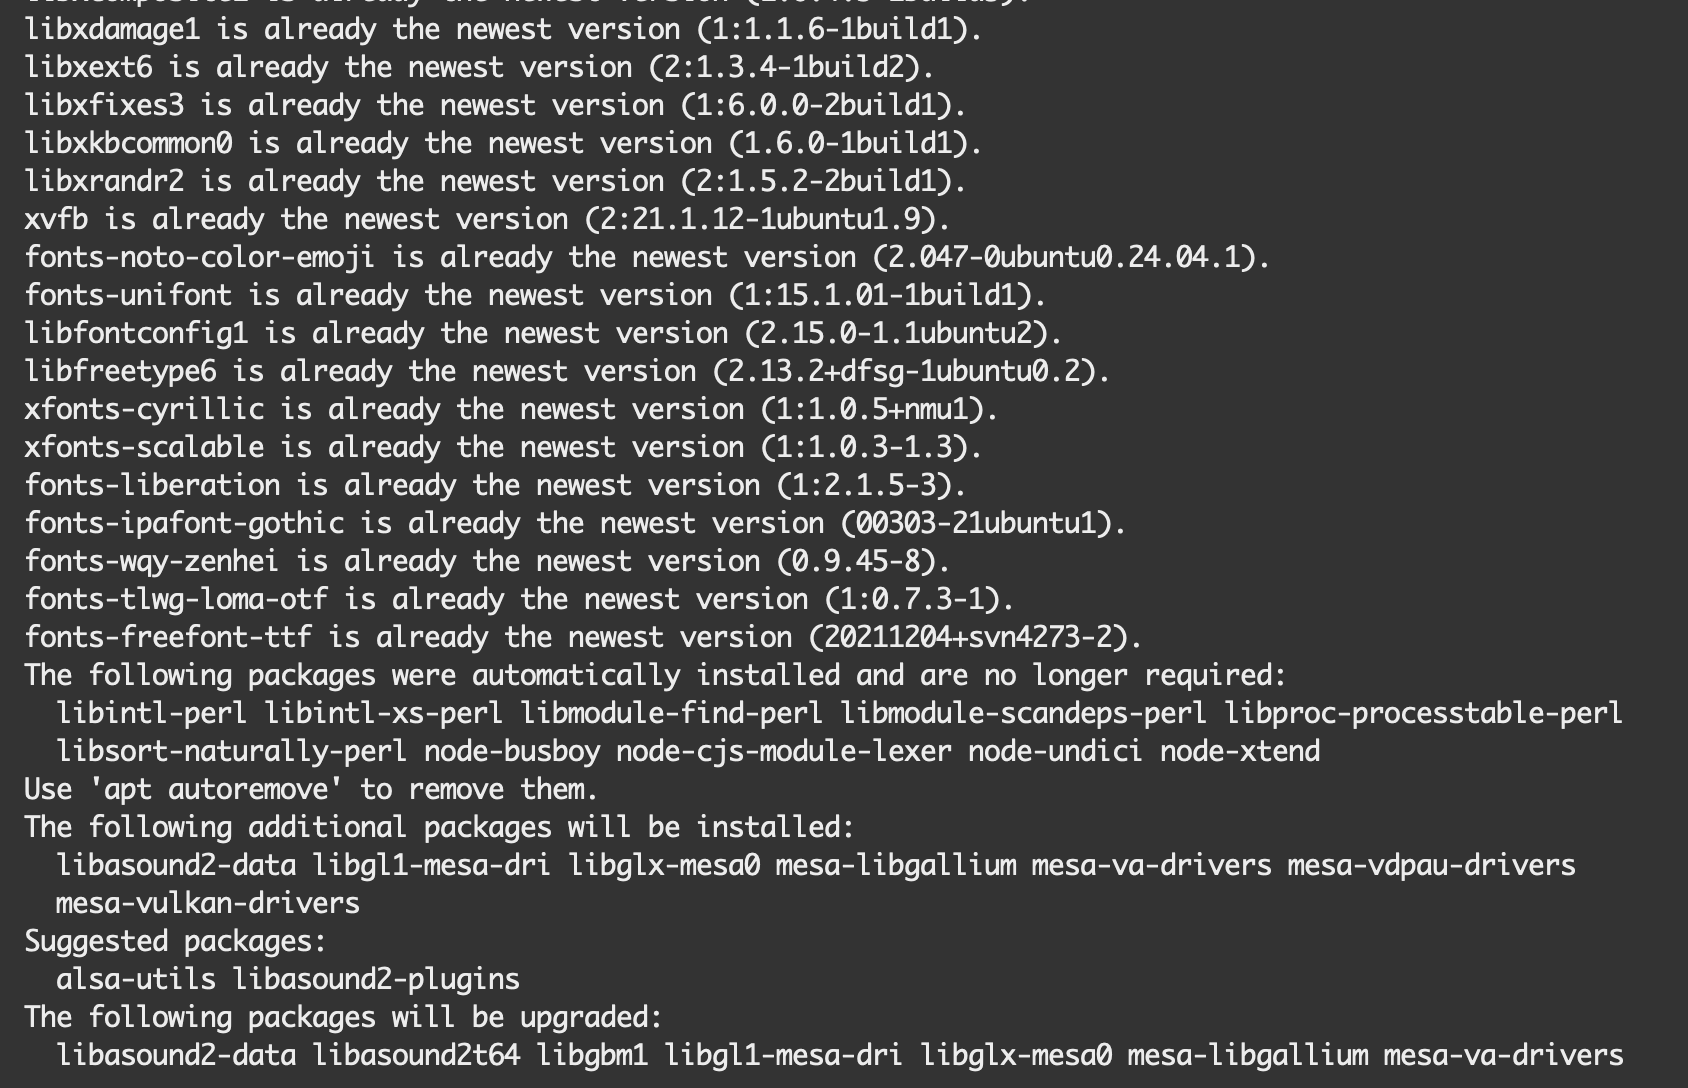 libxdamage1 is already the newest version (1:1.1.6-1build1).
libxext6 is already the newest version (2:1.3.4-1build2).
libxfixes3 is already the newest version (1:6.0.0-2build1).
libxkbcommon0 is already the newest version (1.6.0-1build1).
libxrandr2 is already the newest version (2:1.5.2-2build1).
xvfb is already the newest version (2:21.1.12-1ubuntu1.9).
fonts-noto-color-emoji is already the newest version (2.047-0ubuntu0.24.04.1).
fonts-unifont is already the newest version (1:15.1.01-1build1).
libfontconfig1 is already the newest version (2.15.0-1.1ubuntu2).
libfreetype6 is already the newest version (2.13.2+dfsg-1ubuntu0.2).
xfonts-cyrillic is already the newest version (1:1.0.5+nmu1).
xfonts-scalable is already the newest version (1:1.0.3-1.3).
fonts-liberation is already the newest version (1:2.1.5-3).
fonts-ipafont-gothic is already the newest version (00303-21ubuntu1).
fonts-wqy-zenhei is already the newest version (0.9.45-8).
fonts-tlwg-loma-otf is already the newest version (1:0.7.3-1).
fonts-freefont-ttf is already the newest version (20211204+svn4273-2).
The following packages were automatically installed and are no longer required:
  libintl-perl libintl-xs-perl libmodule-find-perl libmodule-scandeps-perl libproc-processtable-perl
  libsort-naturally-perl node-busboy node-cjs-module-lexer node-undici node-xtend
Use 'apt autoremove' to remove them.
The following additional packages will be installed:
  libasound2-data libgl1-mesa-dri libglx-mesa0 mesa-libgallium mesa-va-drivers mesa-vdpau-drivers
  mesa-vulkan-drivers
Suggested packages:
  alsa-utils libasound2-plugins
The following packages will be upgraded:
  libasound2-data libasound2t64 libgbm1 libgl1-mesa-dri libglx-mesa0 mesa-libgallium mesa-va-drivers